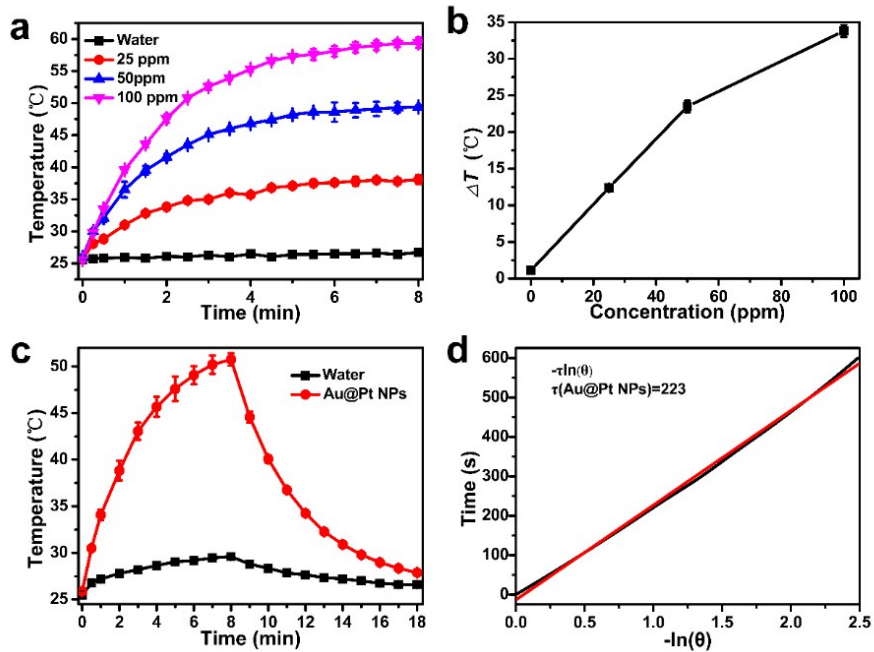 a
Water
25 ppm
50ppm
100 ppm
Temperature (℃)
60
55
50
45
40
35
30
25
0 2 4 6 8
Time (min)
b
ΔT (℃)
40
35
30
25
20
15
10
5
0
0 20 40 60 80 100
Concentration (ppm)
c
Water
Au@Pt NPs
Temperature (℃)
50
45
40
35
30
25
0 2 4 6 8 10 12 14 16 18
Time (min)
d
-τln(θ)
τ(Au@Pt NPs)=223
Time (s)
600
500
400
300
200
100
0
0.0 0.5 1.0 1.5 2.0 2.5
-ln(θ)